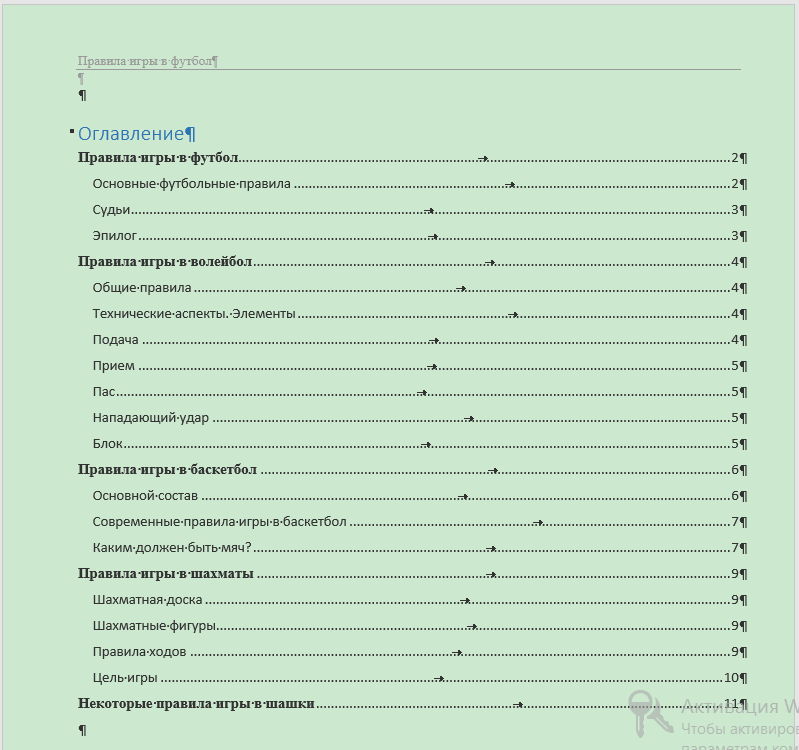 Правила игры в футбол¶
¶
¶
Оглавление¶
Правила игры в футбол 2¶
Основные футбольные правила 2¶
Судьи 3¶
Эпилог 3¶
Правила игры в волейбол 4¶
Общие правила 4¶
Технические аспекты. Элементы 4¶
Подача 4¶
Прием 5¶
Пас 5¶
Нападающий удар 5¶
Блок 5¶
Правила игры в баскетбол 6¶
Основной состав 6¶
Современные правила игры в баскетбол 7¶
Каким должен быть мяч? 7¶
Правила игры в шахматы 9¶
Шахматная доска 9¶
Шахматные фигуры 9¶
Правила ходов 9¶
Цель игры 10¶
Некоторые правила игры в шашки 11¶
¶
Активация W
Чтобы активиров
параметрам ком